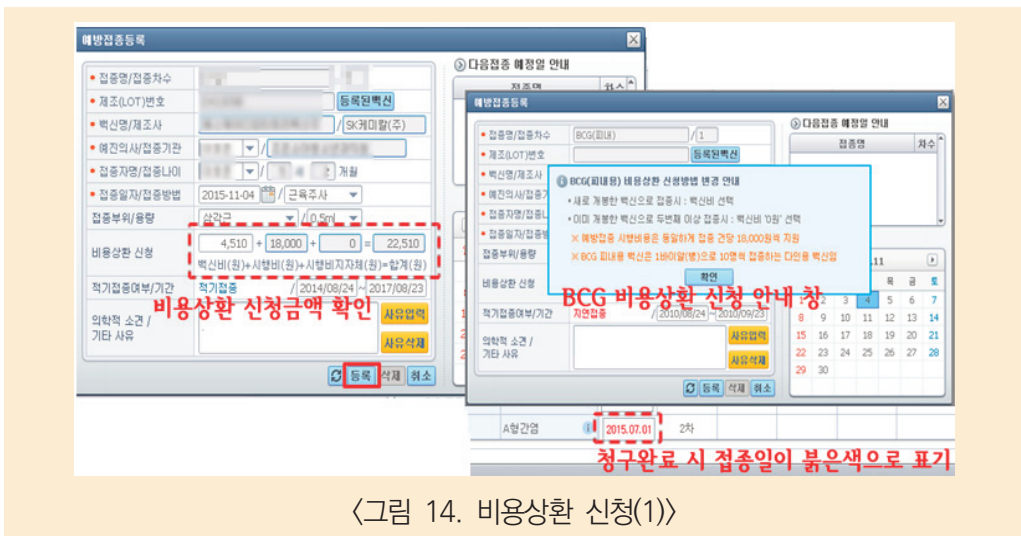 예방접종등록
• 접종명/접종차수
• 제조(LOT)번호 등록된백신
• 백신명/제조사 / SK케미칼(주)
• 예진의사/접종기관 /
• 접종자명/접종나이 / 세 2 개월
• 접종일자/접종방법 2015-11-04 / 근육주사
접종부위/용량 삼각근 / 0.5ml
비용상환 신청 4,510 + 18,000 + 0 = 22,510
백신비(원)+시행비(원)+시행비지자체(원)=합계(원)
적기접종여부/기간 적기접종 / 2014/08/24 ~ 2017/08/23
비용상환 신청금액 확인
의학적 소견 /
기타 사유
사유입력
사유삭제
등록 삭제 취소
다음접종 예정일 안내
접종명 차수
예방접종등록
• 접종명/접종차수 BCG(피내) / 1
• 제조(LOT)번호 등록된백신
• 백신명/제조사
• 예진의사/접종기
• 접종자명/접종나
• 접종일자/접종방
접종부위/용량
비용상환 신청
적기접종여부/기간 지연접종 / 2010/08/24 ~ 2010/09/23
의학적 소견 /
기타 사유
사유입력
사유삭제
등록 삭제 취소
BCG(피내용) 비용상환 신청방법 변경 안내
• 새로 개봉한 백신으로 접종시 : 백신비 선택
• 이미 개봉한 백신으로 두번째 이상 접종시 : 백신비 '0원' 선택
※ 예방접종 시행비용은 동일하게 접종 건당 18,000원씩 지원
※ BCG 피내용 백신은 1바이알(병)으로 10명씩 접종하는 다인용 백신임
확인
BCG 비용상환 신청 안내 창
다음접종 예정일 안내
접종명 차수
.11
목 금 토
1 2 3 4 5 6 7
8 9 10 11 12 13 14
15 16 17 18 19 20 21
22 23 24 25 26 27 28
29 30
A형간염 2015.07.01 2차
청구완료 시 접종일이 붉은색으로 표기
〈그림 14. 비용상환 신청(1)〉